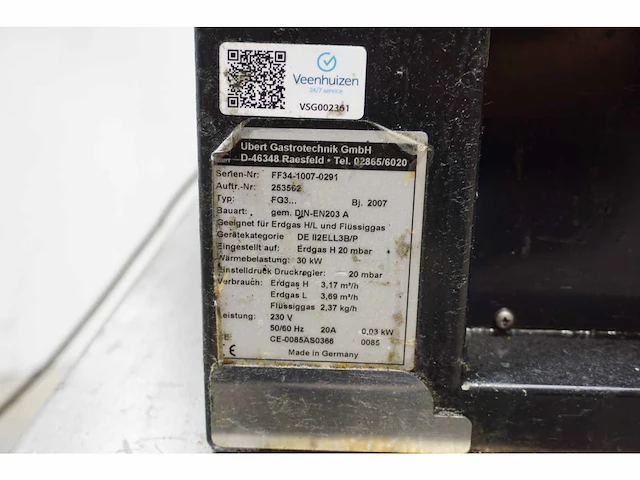 Veenhuizen
24/7 service
VSG002361
Ubert Gastrotechnik GmbH
D-46348 Raesfeld • Tel. 02865/6020
Serien-Nr: FF34-1007-0291
Auftr.-Nr: 253562
Typ: FG3... Bj. 2007
Bauart: gem. DIN-EN203 A
Geeignet für Erdgas H/L und Flüssiggas
Gerätekategorie DE II2ELL3B/P
Eingestellt auf: Erdgas H 20 mbar
Wärmebelastung: 30 kW
Einstelldruck Druckregler: 20 mbar
Verbrauch: Erdgas H 3,17 m³/h
Erdgas L 3,69 m³/h
Flüssiggas 2,37 kg/h
Leistung: 230 V
50/60 Hz 20A 0,03 kW
CE-0085AS0366 0085
CE Made in Germany